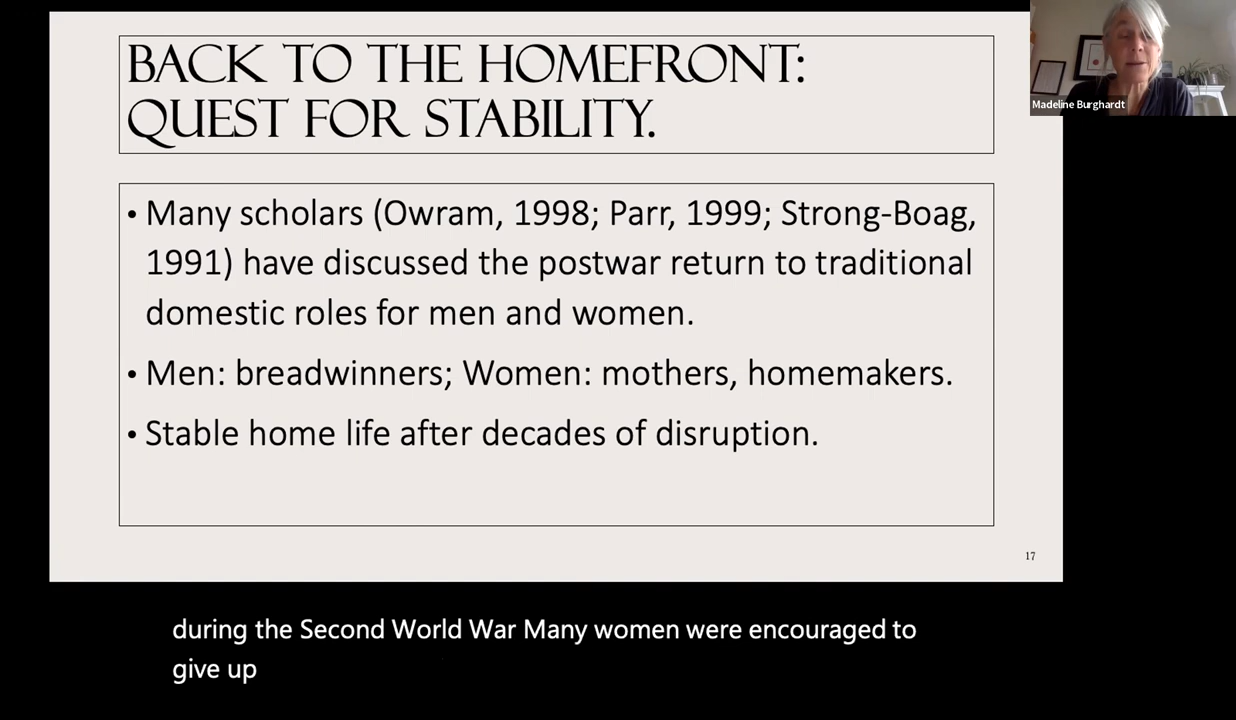 BACK TO THE HOMEFRONT:
QUEST FOR STABILITY.
Madeline Burghardt
• Many scholars (Owram, 1998; Parr, 1999; Strong-Boag,
1991) have discussed the postwar return to traditional
domestic roles for men and women.
• Men: breadwinners; Women: mothers, homemakers.
• Stable home life after decades of disruption.
17
during the Second World War Many women were encouraged to
give up